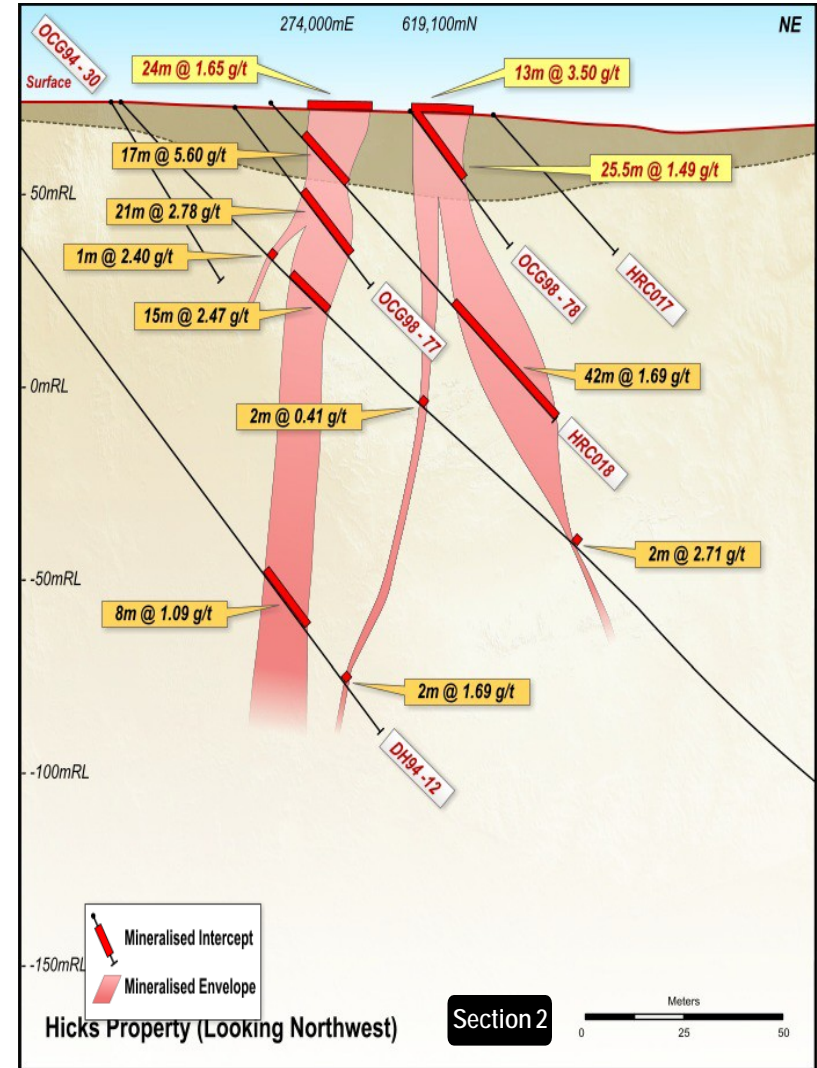 274,000mE
619,100mN
NE
OCG94 - 30
24m @ 1.65 g/t
13m @ 3.50 g/t
Surface
17m @ 5.60 g/t
25.5m @ 1.49 g/t
50mRL
21m @ 2.78 g/t
1m @ 2.40 g/t
HRC017
OCG98 - 78
15m @ 2.47 g/t
OCG98 - 77
42m @ 1.69 g/t
0mRL
2m @ 0.41 g/t
HRC018
2m @ 2.71 g/t
-50mRL
8m @ 1.09 g/t
2m @ 1.69 g/t
DH94 -12
-100mRL
Mineralised Intercept
-150mRL
Mineralised Envelope
Hicks Property (Looking Northwest)
Section 2
Meters
0 25 50